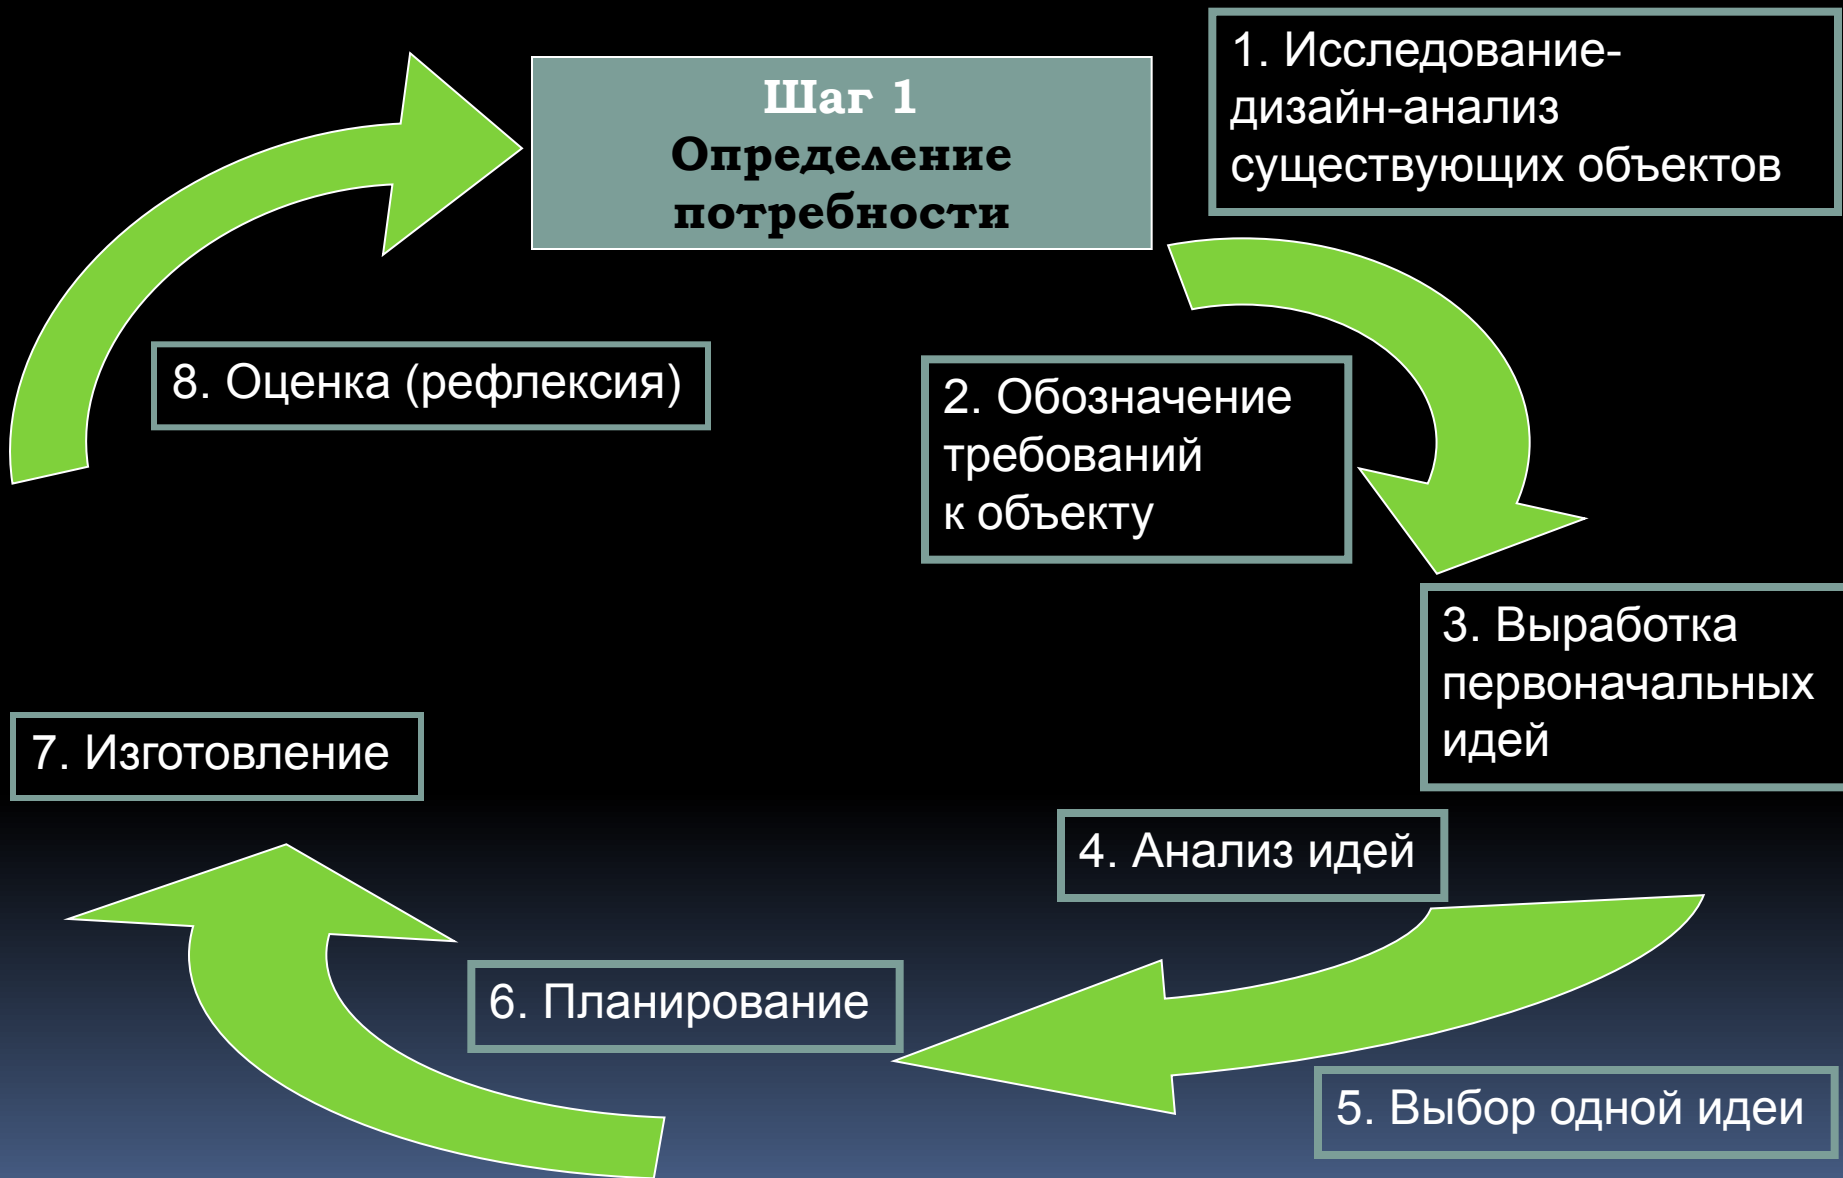 Шаг 1
Определение
потребности
1. Исследование-
дизайн-анализ
существующих объектов
2. Обозначение
требований
к объекту
3. Выработка
первоначальных
идей
4. Анализ идей
5. Выбор одной идеи
6. Планирование
7. Изготовление
8. Оценка (рефлексия)